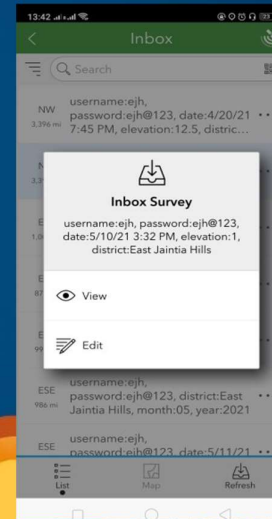 13:42
Inbox
Search
NW
username:ejh,
3,396 mi
password:ejh@123, date:4/20/21
7:45 PM, elevation:12.5, distric...
Inbox Survey
username:ejh, password:ejh@123,
date:5/10/21 3:32 PM, elevation:1,
district:East Jaintia Hills
View
Edit
ESE
username:ejh,
986 mi
password:ejh@123, district:East
Jaintia Hills, month:05, year:2021
ESE
username:ejh,
password:ejh@123, date:5/11/21
List
Map
Refresh